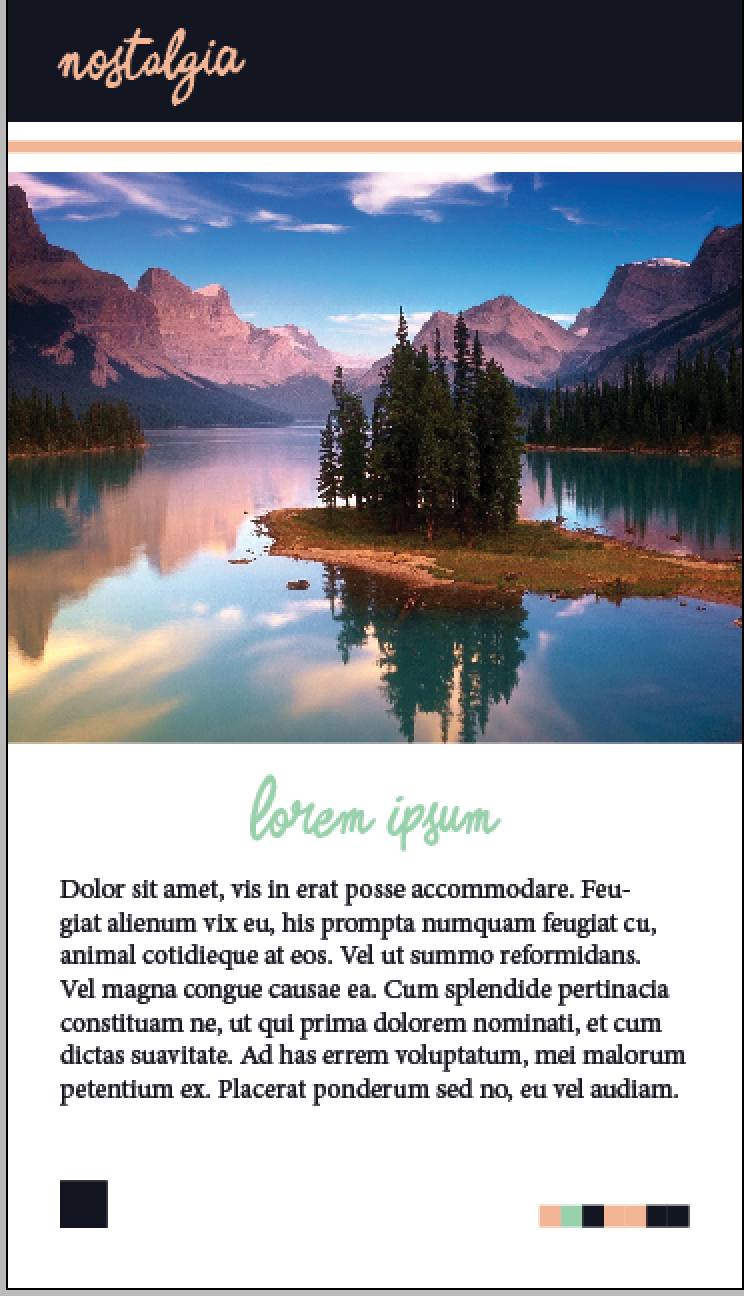 nostalgia
lorem ipsum
Dolor sit amet, vis in erat posse accommodare. Feu-
giat alienum vix eu, his prompta numquam feugiat cu,
animal cotidieque at eos. Vel ut summo reformidans.
Vel magna congue causae ea. Cum splendide pertinacia
constituam ne, ut qui prima dolorem nominati, et cum
dictas suavitate. Ad has errem voluptatum, mei malorum
petentium ex. Placerat ponderum sed no, eu vel audiam.